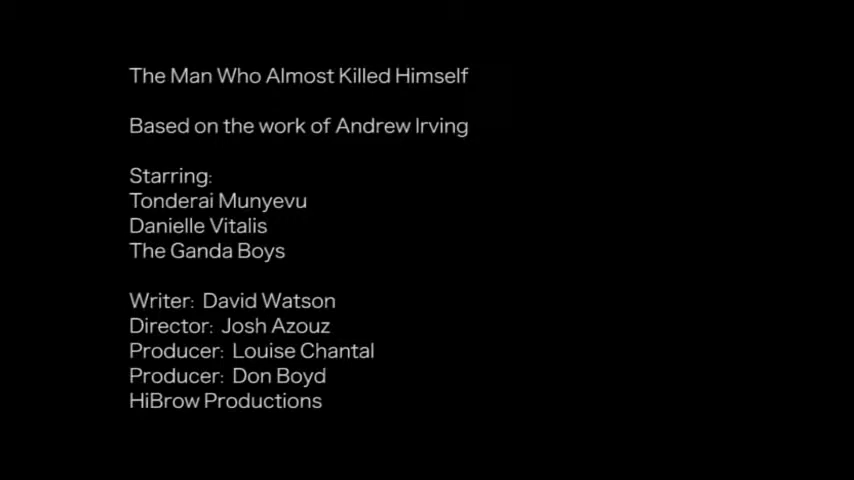 The Man Who Almost Killed Himself
Based on the work of Andrew Irving
Starring:
Tonderai Munyevu
Danielle Vitalis
The Ganda Boys
Writer: David Watson
Director: Josh Azouz
Producer: Louise Chantal
Producer: Don Boyd
HiBrow Productions